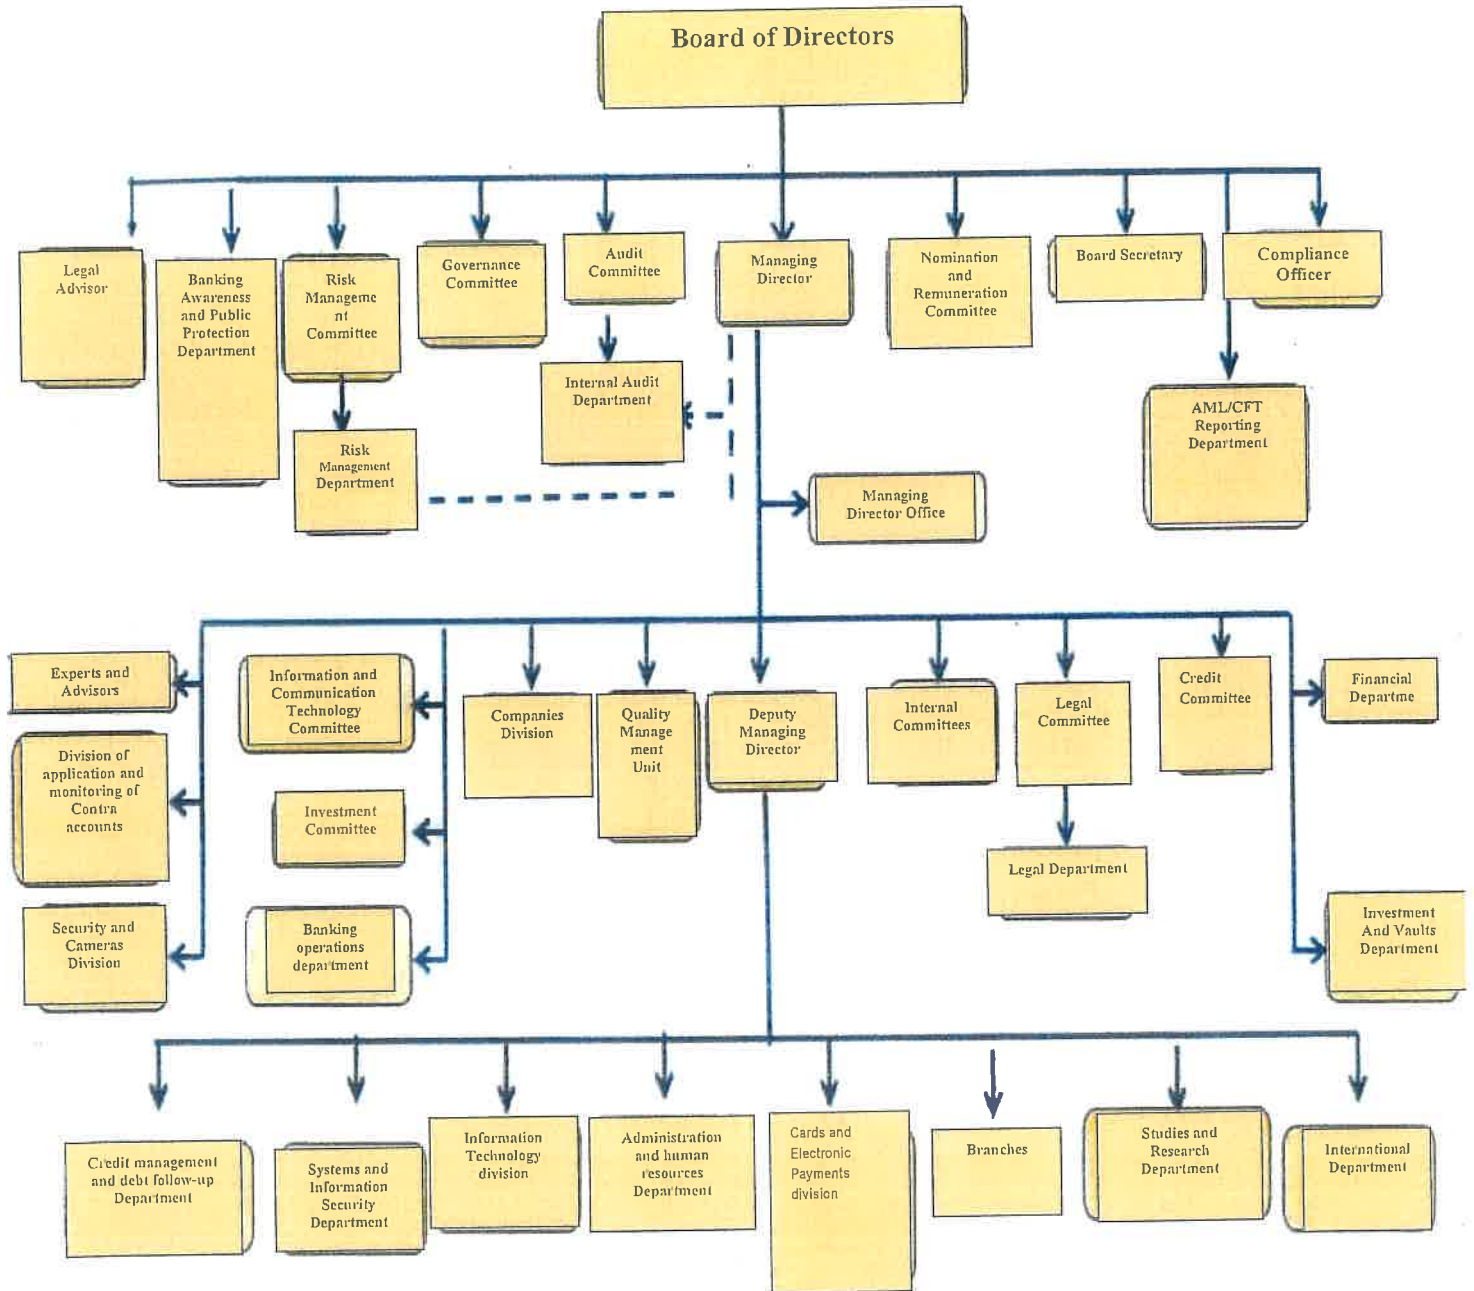 Board of Directors
Legal
Advisor
Banking
Awareness
and Public
Protection
Department
Risk
Manageme
nt
Committee
Governance
Committee
Audit
Committee
Managing
Director
Nomination
and
Remuneration
Committee
Board Secretary
Compliance
Officer
Internal Audit
Department
AML/CFT
Reporting
Department
Risk
Management
Department
Managing
Director Office
Experts and
Advisors
Information and
Communication
Technology
Committee
Companies
Division
Quality
Manage
ment
Unit
Deputy
Managing
Director
Internal
Committees
Legal
Committee
Credit
Committee
Financial
Departme
Division of
application and
monitoring of
Contra
accounts
Investment
Committee
Legal Department
Security and
Cameras
Division
Banking
operations
department
Investment
And Vaults
Department
Credit management
and debt follow-up
Department
Systems and
Information
Security
Department
Information
Technology
division
Administration
and human
resources
Department
Cards and
Electronic
Payments
division
Branches
Studies and
Research
Department
International
Department